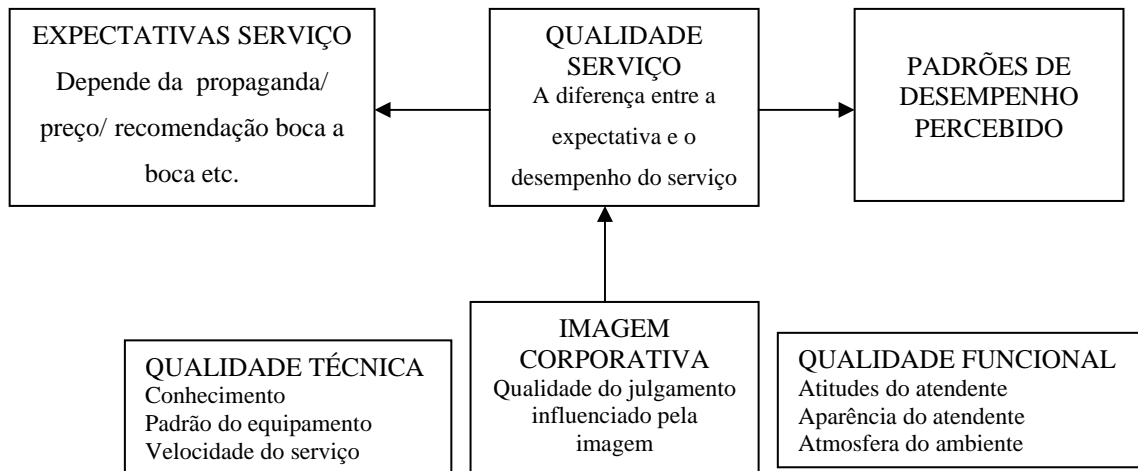 EXPECTATIVAS SERVIÇO
Depende da propaganda/
preço/ recomendação boca a
boca etc.
QUALIDADE
SERVIÇO
A diferença entre a
expectativa e o
desempenho do serviço
PADRÕES DE
DESEMPENHO
PERCEBIDO
QUALIDADE TÉCNICA
Conhecimento
Padrão do equipamento
Velocidade do serviço
IMAGEM
CORPORATIVA
Qualidade do julgamento
influenciado pela
imagem
QUALIDADE FUNCIONAL
Atitudes do atendente
Aparência do atendente
Atmosfera do ambiente